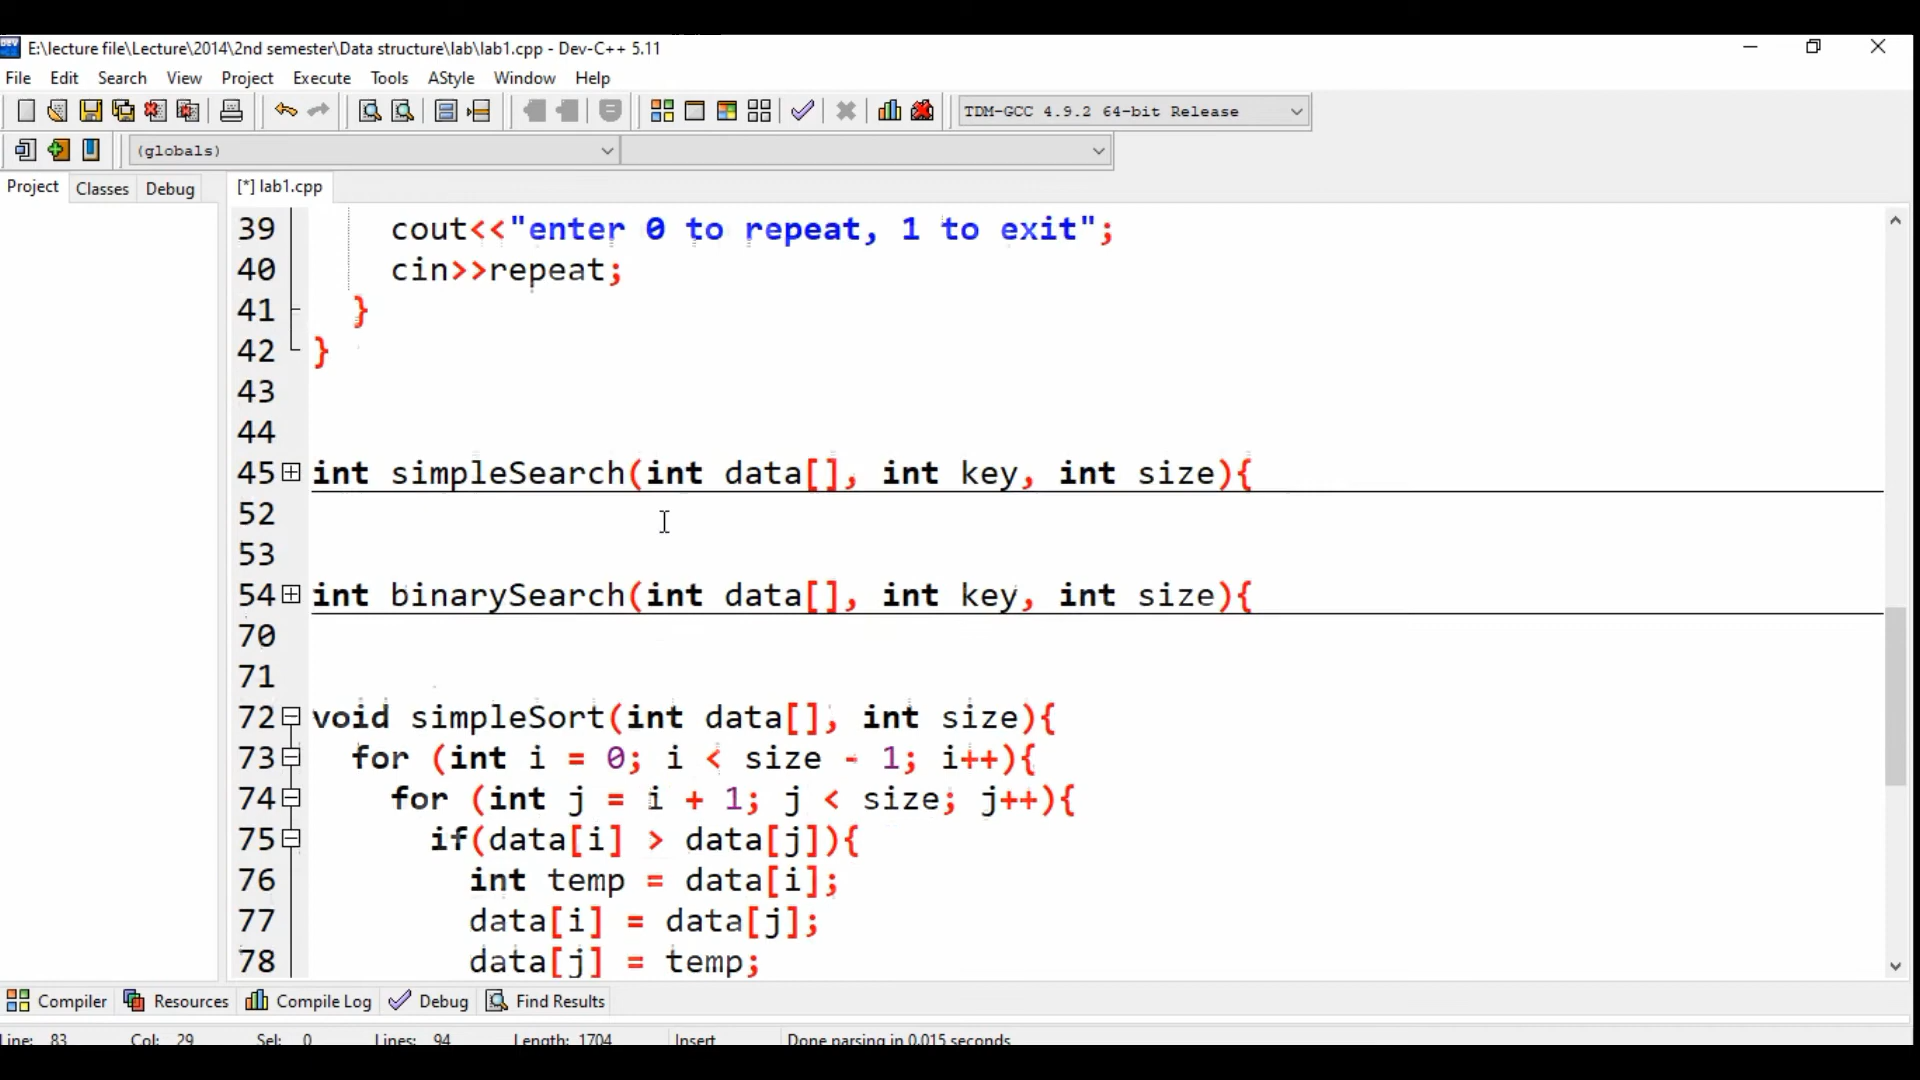 E:\lecture file\Lecture\2014\2nd semester\Data structure\lab\lab1.cpp - Dev-C++ 5.11
File Edit Search View Project Execute Tools AStyle Window Help
TDM-GCC 4.9.2 64-bit Release
(globals)
Project Classes Debug [*] lab1.cpp
39 cout<<"enter 0 to repeat, 1 to exit";
40 cin>>repeat;
41 }
42 }
43
44
45 int simpleSearch(int data[], int key, int size){
52
53
54 int binarySearch(int data[], int key, int size){
70
71
72 void simpleSort(int data[], int size){
73 for (int i = 0; i < size - 1; i++){
74 for (int j = i + 1; j < size; j++){
75 if(data[i] > data[j]){
76 int temp = data[i];
77 data[i] = data[j];
78 data[j] = temp;
Compiler Resources Compile Log Debug Find Results
Line: 83 Col: 29 Sel: 0 Lines: 94 Length: 1704 Insert Done parsing in 0.015 seconds